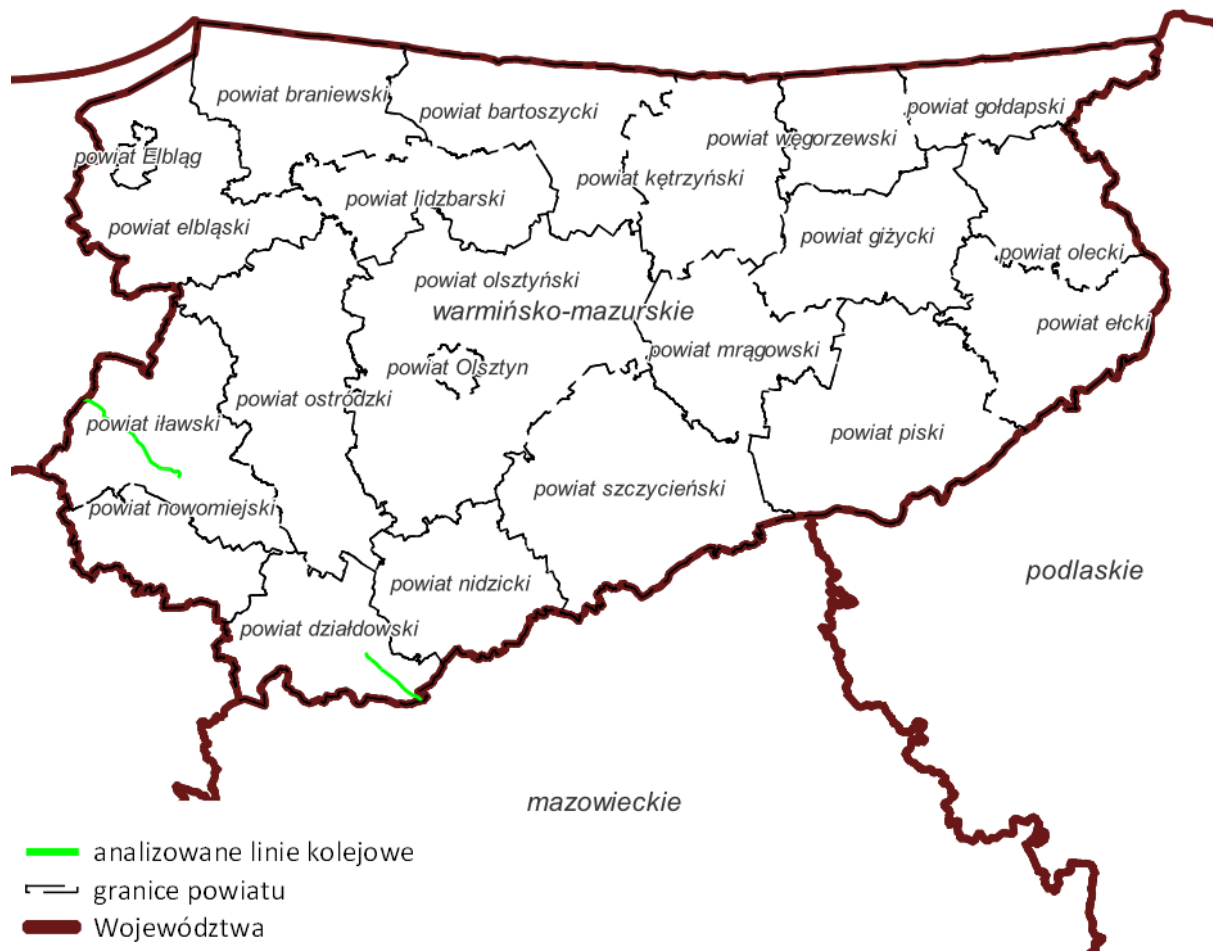 powiat braniewski
powiat bartoszycki
powiat gołdapski
powiat węgorzewski
powiat Elbląg
powiat kętrzyński
powiat lidzbarski
powiat elbląski
powiat giżycki
powiat olecki
powiat olsztyński
warmińsko-mazurskie
powiat ełcki
powiat mrągowski
powiat Olsztyn
powiat ostródzki
powiat iławski
powiat piski
powiat szczycieński
powiat nowomiejski
podlaskie
powiat nidzicki
powiat działdowski
mazowieckie
analizowane linie kolejowe
granice powiatu
Województwa